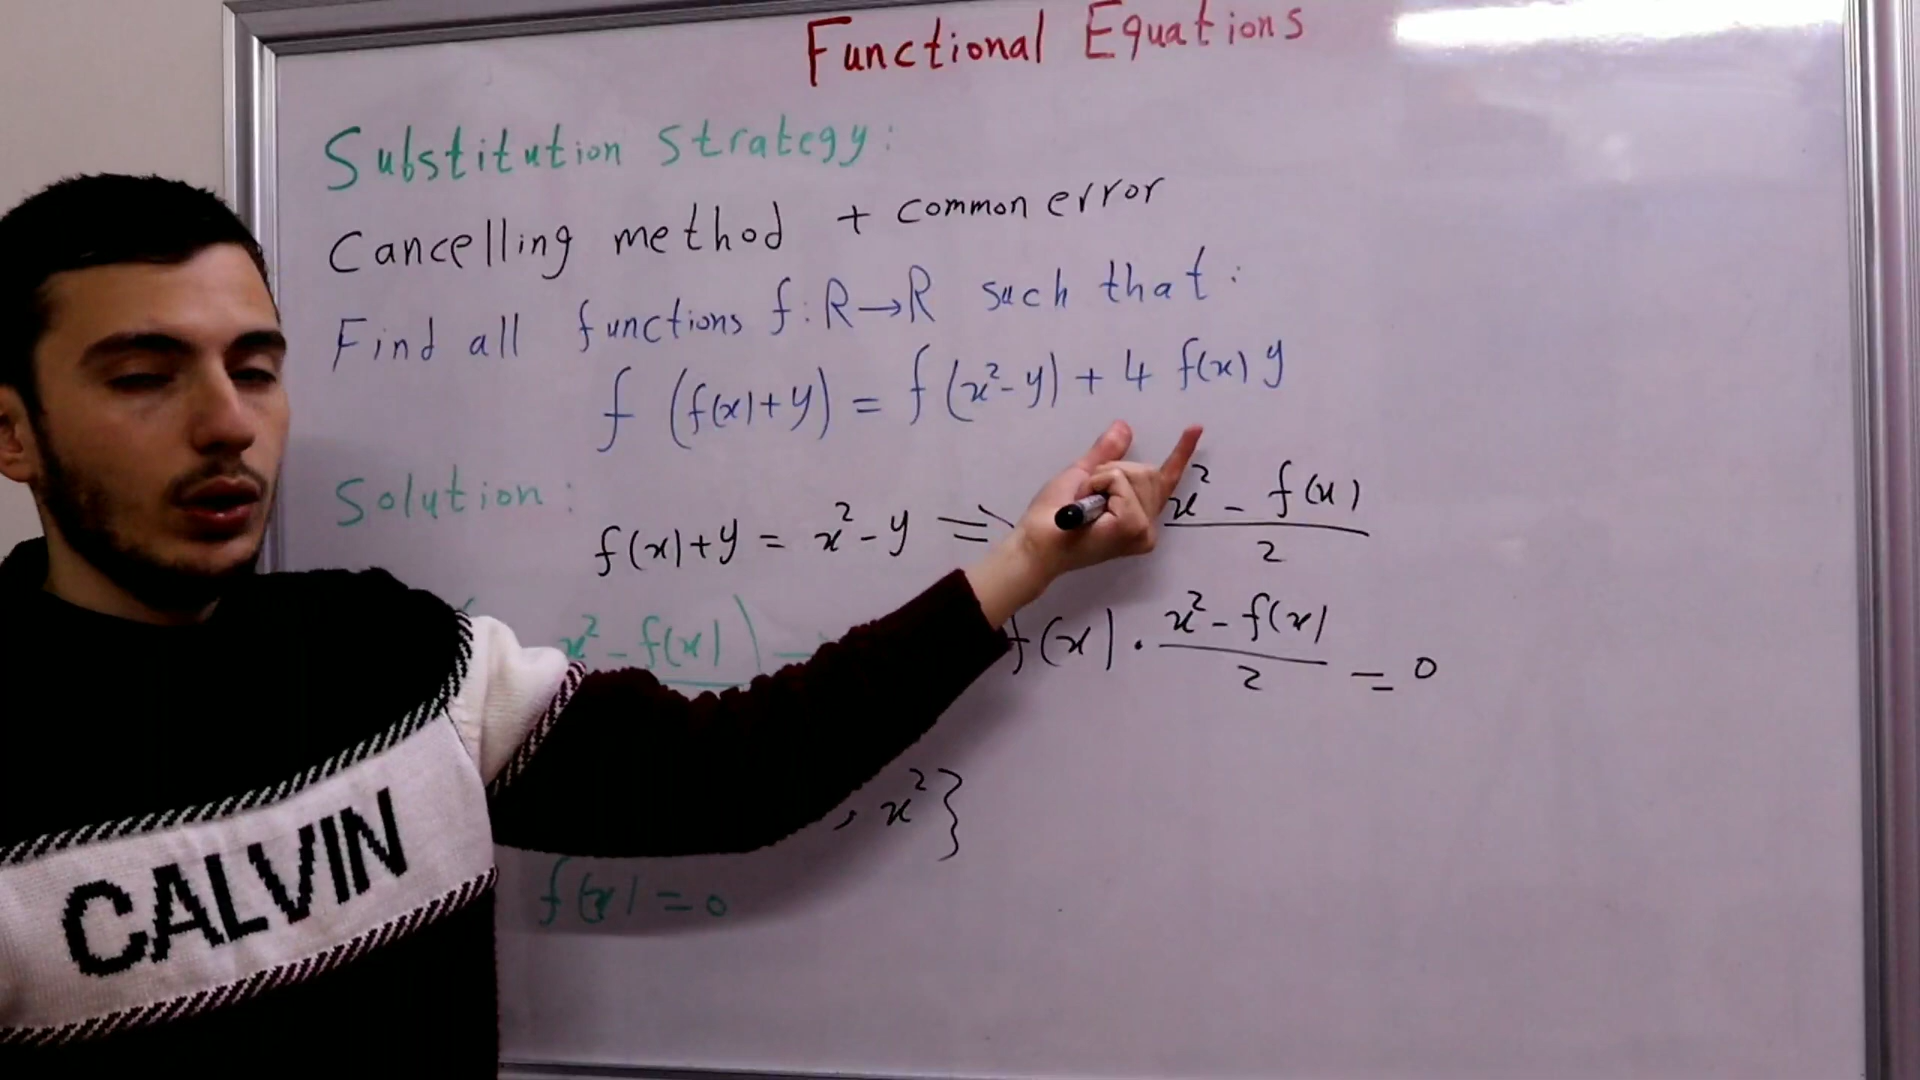 Functional Equations
Substitution strategy:
Cancelling method + common error
Find all functions f:R→R such that:
f (f(x)+y) = f(x²-y) + 4 f(x) y
Solution:
f(x)+y = x²-y ⇒ x² - f(x)
2
x² - f(x)) f(x) · x² - f(x) = 0
2
, x²}
f(x) = 0
CALVIN